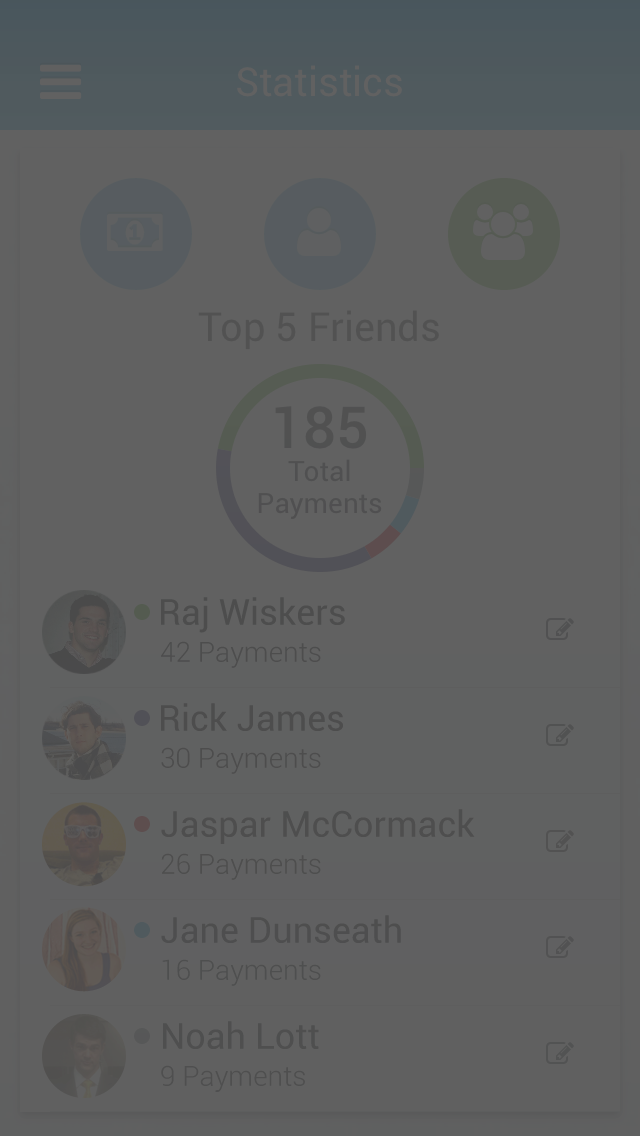 Statistics
1
Top 5 Friends
185
Total
Payments
Raj Wiskers
42 Payments
Rick James
30 Payments
Jaspar McCormack
26 Payments
Jane Dunseath
16 Payments
Noah Lott
9 Payments